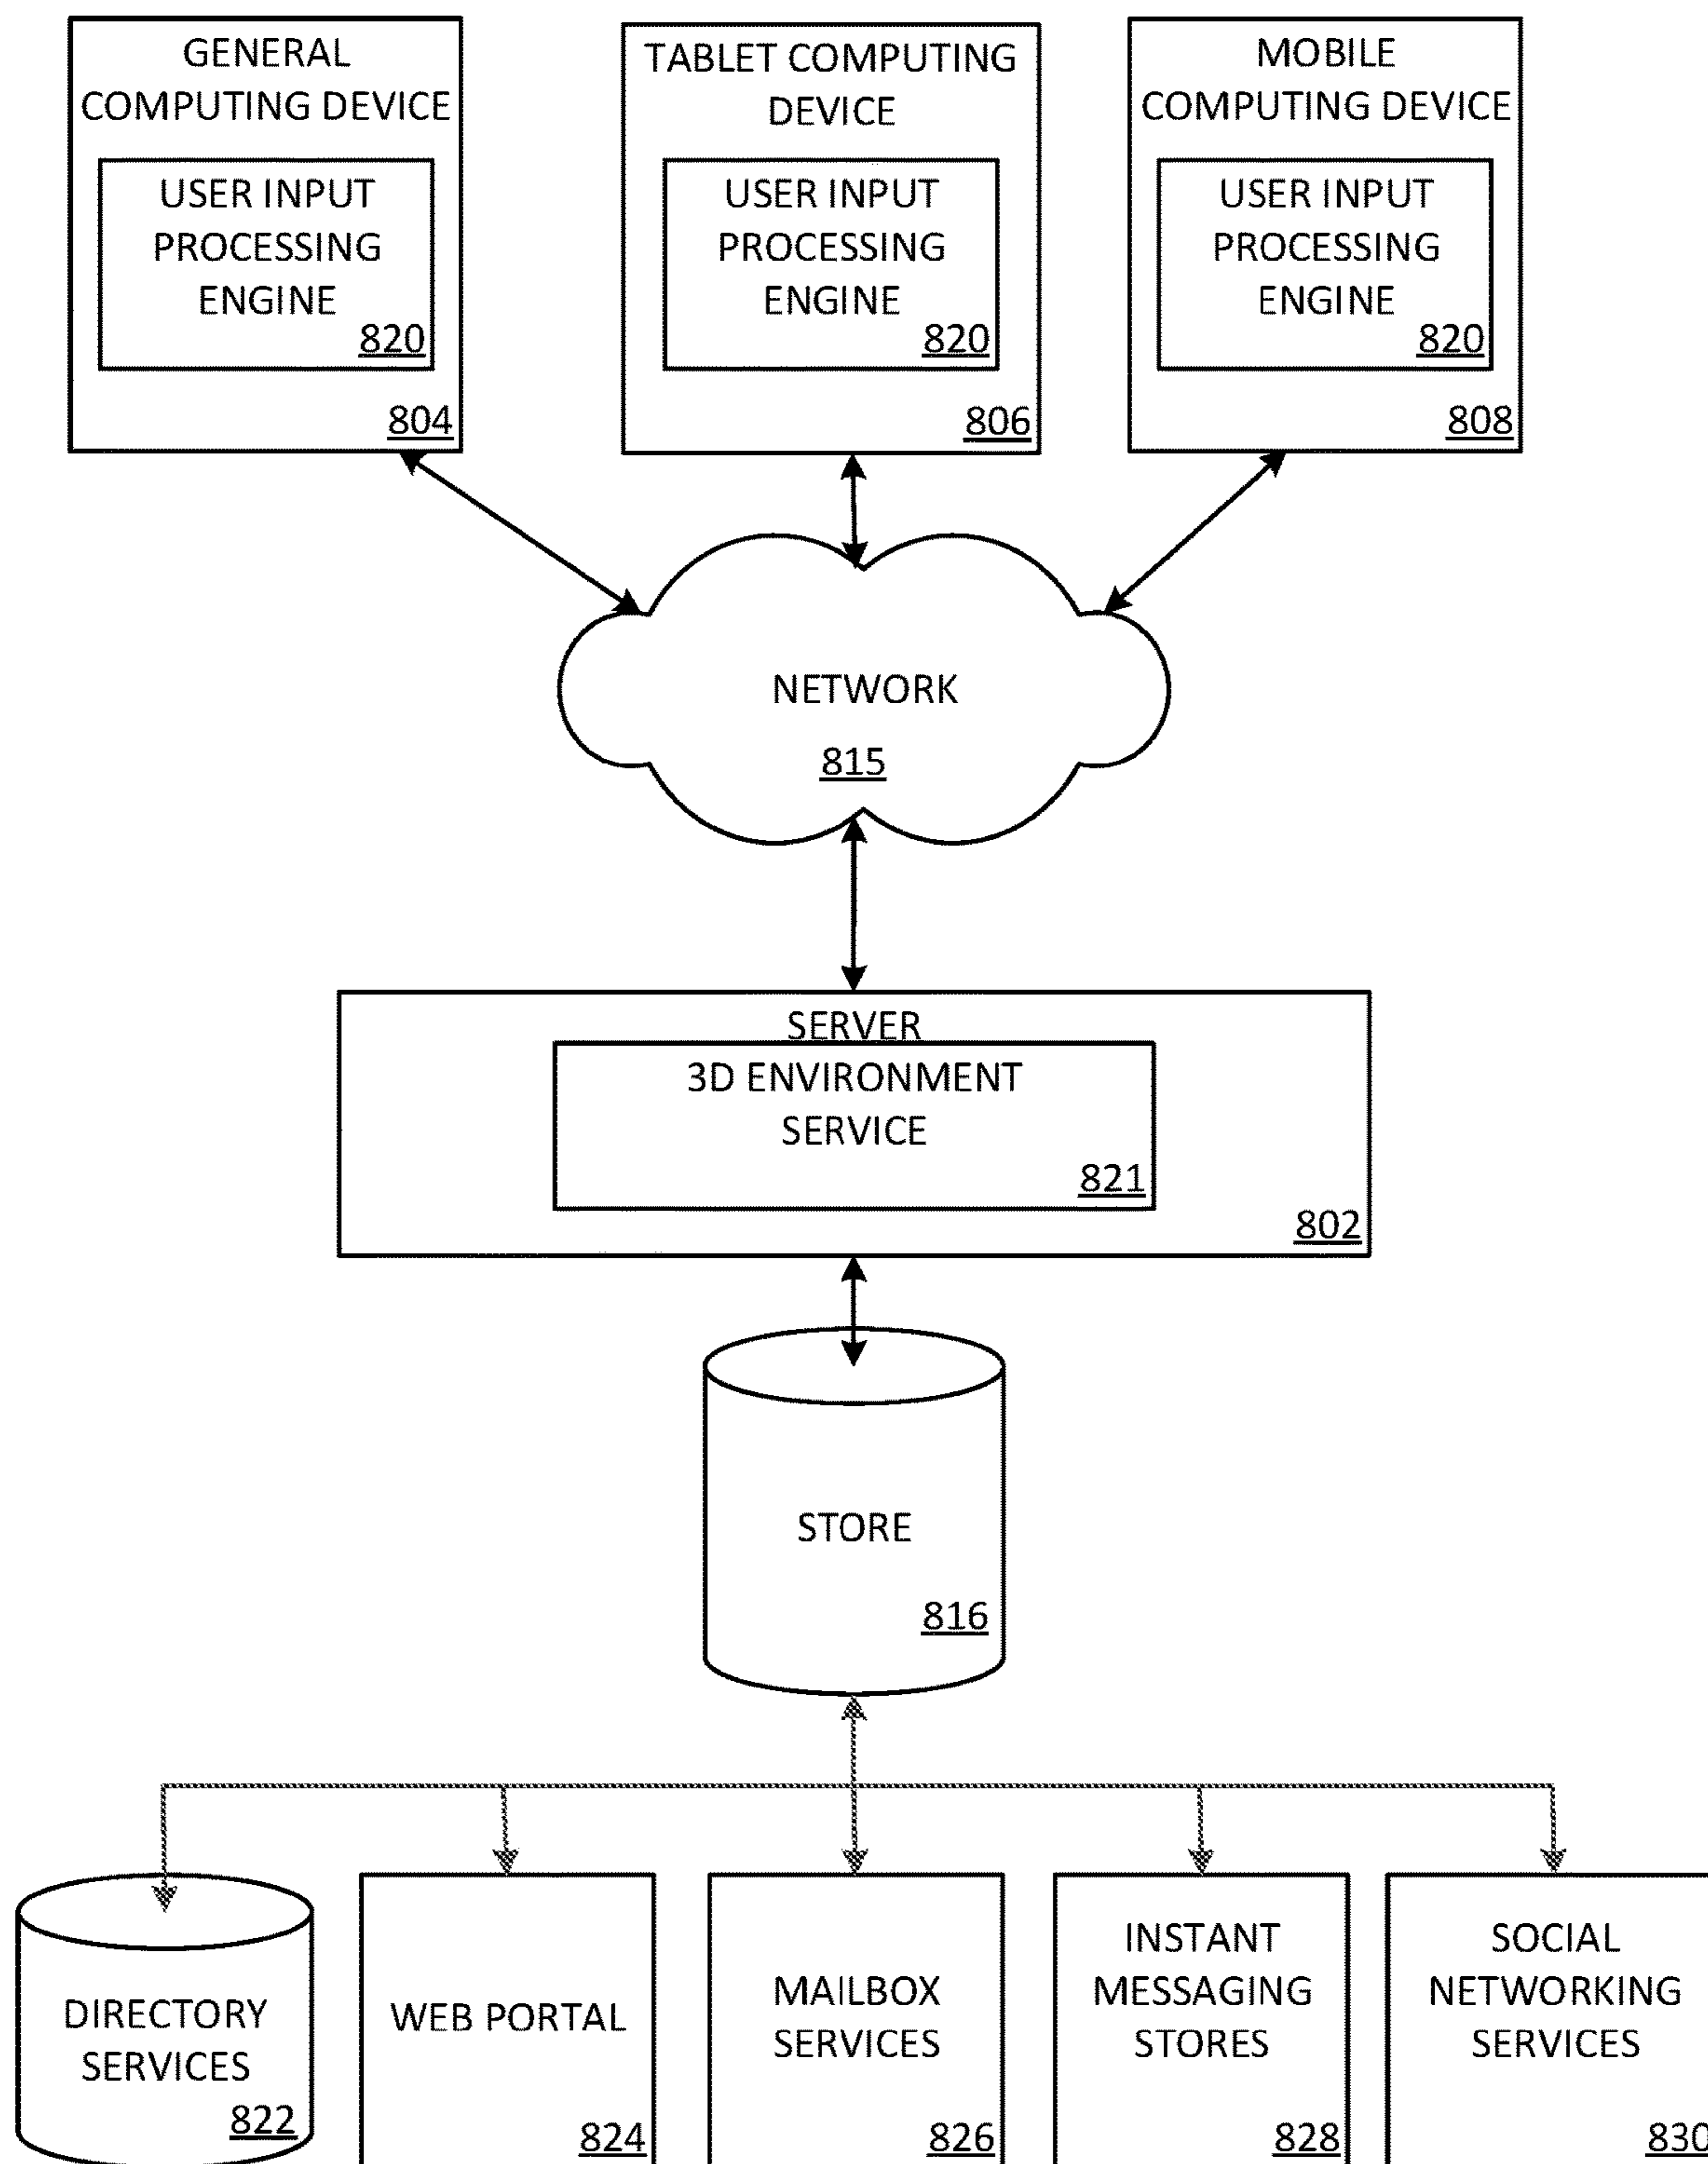 GENERAL
COMPUTING DEVICE
USER INPUT
PROCESSING
ENGINE
820
804
TABLET COMPUTING
DEVICE
USER INPUT
PROCESSING
ENGINE
820
806
MOBILE
COMPUTING DEVICE
USER INPUT
PROCESSING
ENGINE
820
808
NETWORK
815
SERVER
3D ENVIRONMENT
SERVICE
821
802
STORE
816
DIRECTORY
SERVICES
822
WEB PORTAL
824
MAILBOX
SERVICES
826
INSTANT
MESSAGING
STORES
828
SOCIAL
NETWORKING
SERVICES
830